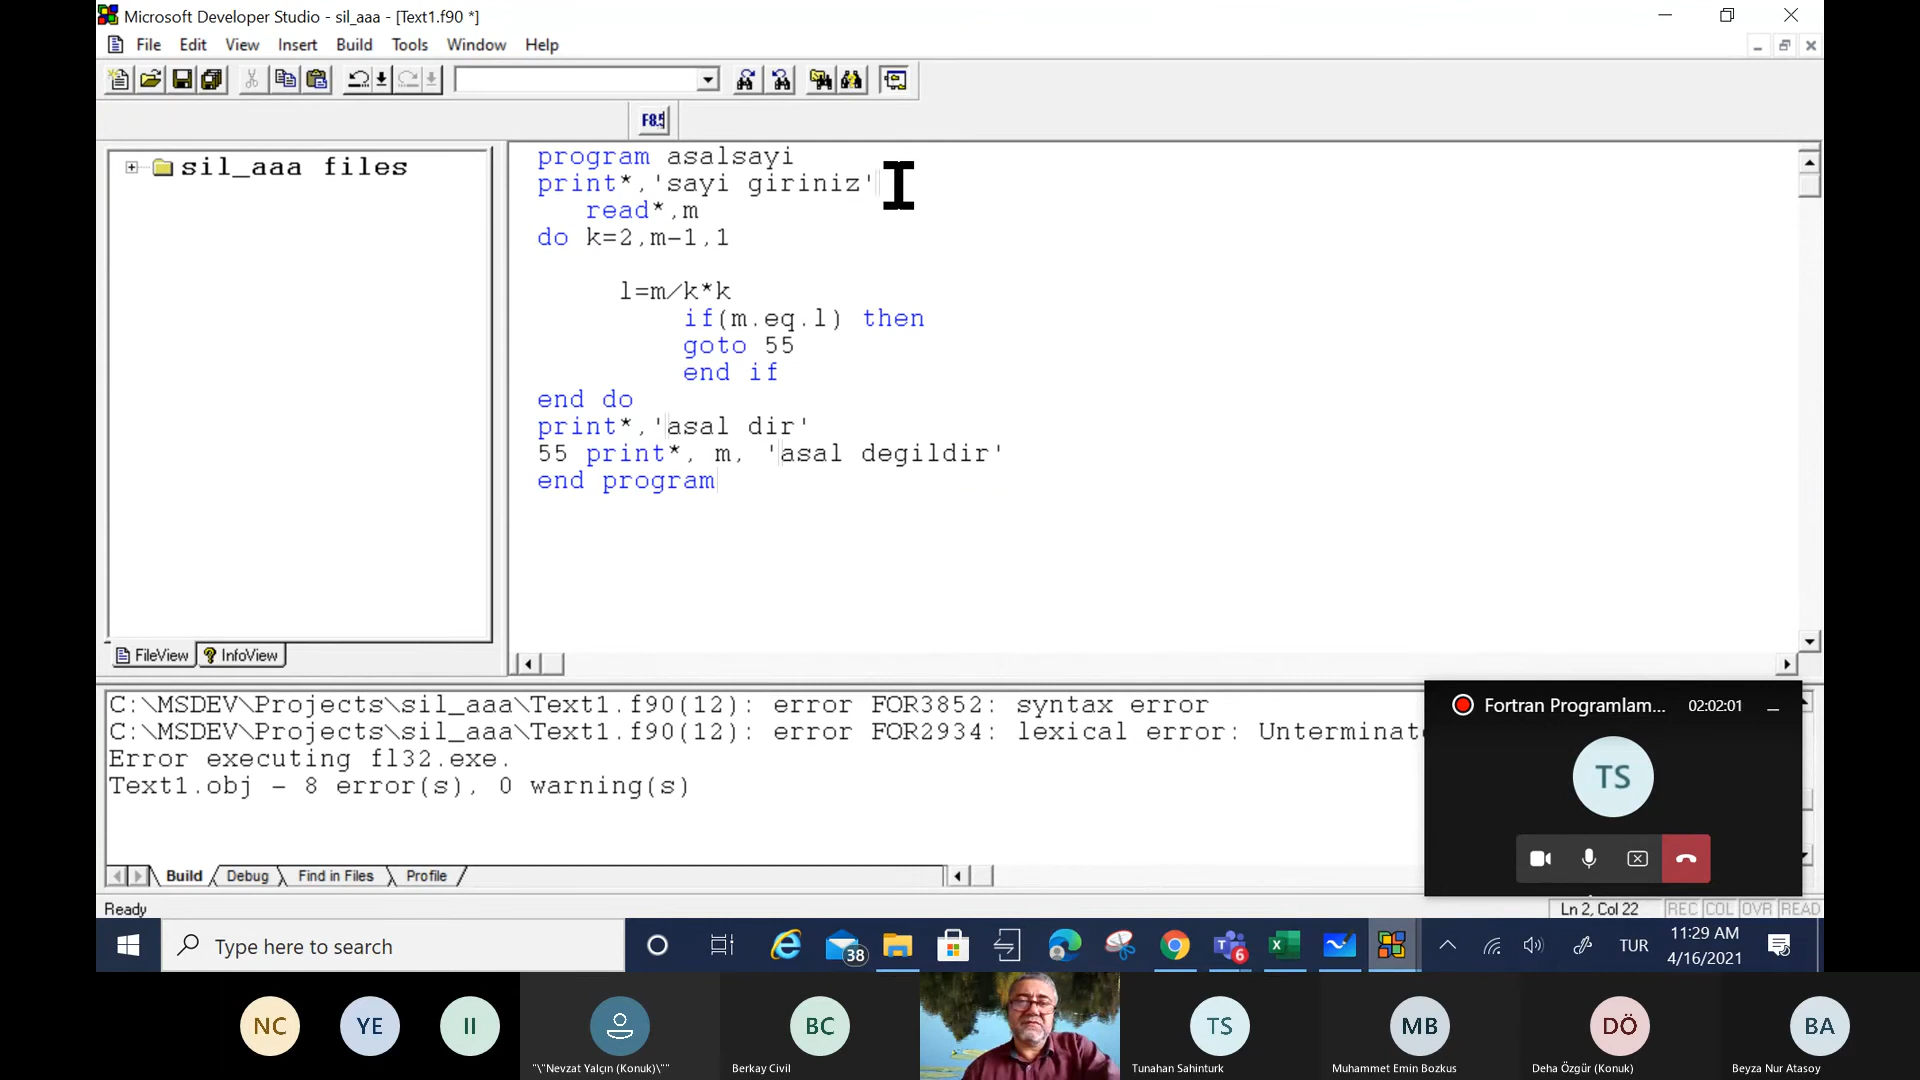 Microsoft Developer Studio - sil_aaa - [Text1.f90 *]
File Edit View Insert Build Tools Window Help
F8.
sil_aaa files
program asalsayi
print*,'sayi giriniz'
read*,m
do k=2,m-1,1
l=m/k*k
if(m.eq.l) then
goto 55
end if
end do
print*,'asal dir'
55 print*, m, 'asal degildir'
end program
FileView InfoView
C:\MSDEV\Projects\sil_aaa\Text1.f90(12): error FOR3852: syntax error
C:\MSDEV\Projects\sil_aaa\Text1.f90(12): error FOR2934: lexical error: Unterminat
Error executing fl32.exe.
Text1.obj - 8 error(s), 0 warning(s)
Fortran Programlam... 02:02:01
TS
Build Debug Find in Files Profile
Ready
Ln 2, Col 22 REC COL OVR READ
Type here to search
38
6
TUR
11:29 AM
4/16/2021
NC YE II BC TS MB DÖ BA
"\"Nevzat Yalçın (Konuk)\"" Berkay Civil Tunahan Sahinturk Muhammet Emin Bozkus Deha Özgür (Konuk) Beyza Nur Atasoy